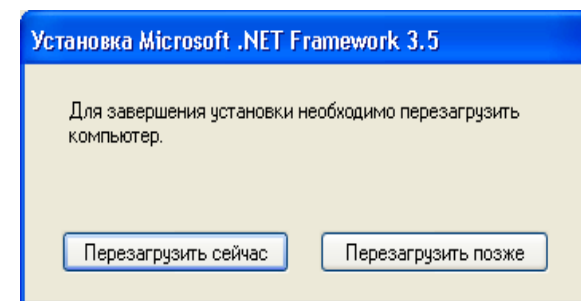 Установка Microsoft .NET Framework 3.5
Для завершения установки необходимо перезагрузить
компьютер.
Перезагрузить сейчас
Перезагрузить позже